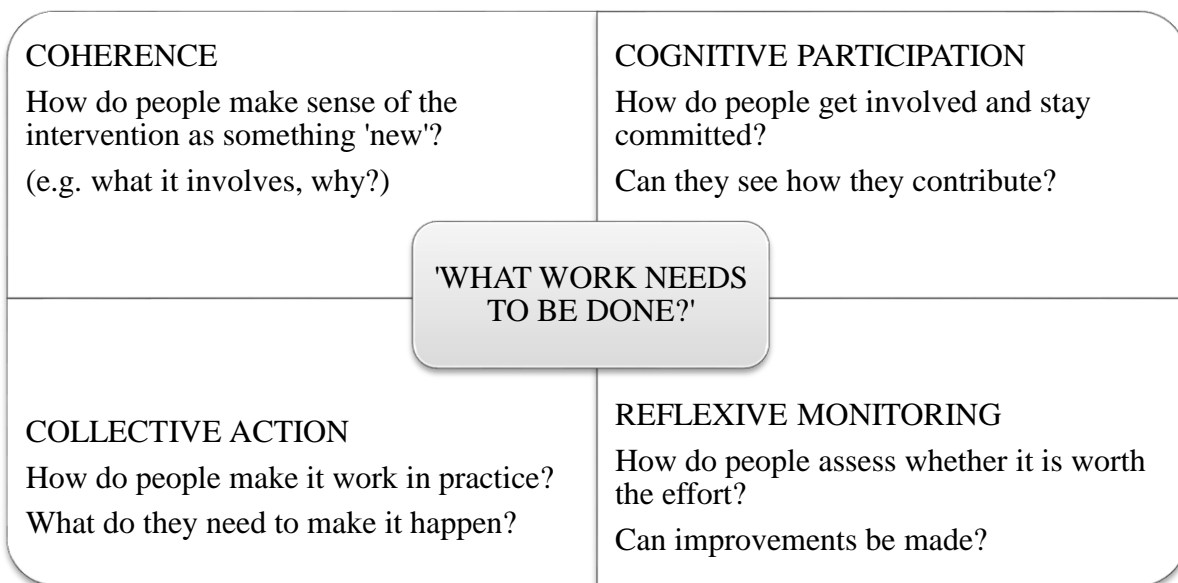 COHERENCE
How do people make sense of the
intervention as something 'new'?
(e.g. what it involves, why?)
COGNITIVE PARTICIPATION
How do people get involved and stay
committed?
Can they see how they contribute?
'WHAT WORK NEEDS
TO BE DONE?'
COLLECTIVE ACTION
How do people make it work in practice?
What do they need to make it happen?
REFLEXIVE MONITORING
How do people assess whether it is worth
the effort?
Can improvements be made?